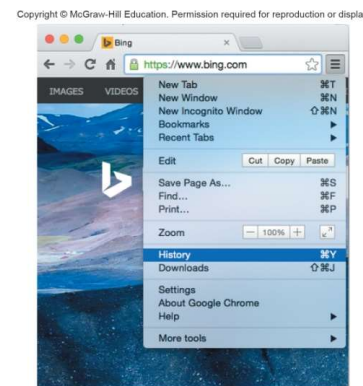 Copyright © McGraw-Hill Education. Permission required for reproduction or displa
Bing ×
https://www.bing.com
IMAGES VIDEOS
New Tab ⌘T
New Window ⌘N
New Incognito Window ⇧⌘N
Bookmarks ▶
Recent Tabs ▶
Edit Cut Copy Paste
Save Page As... ⌘S
Find... ⌘F
Print... ⌘P
Zoom − 100% +
History ⌘Y
Downloads ⇧⌘J
Settings
About Google Chrome
Help ▶
More tools ▶